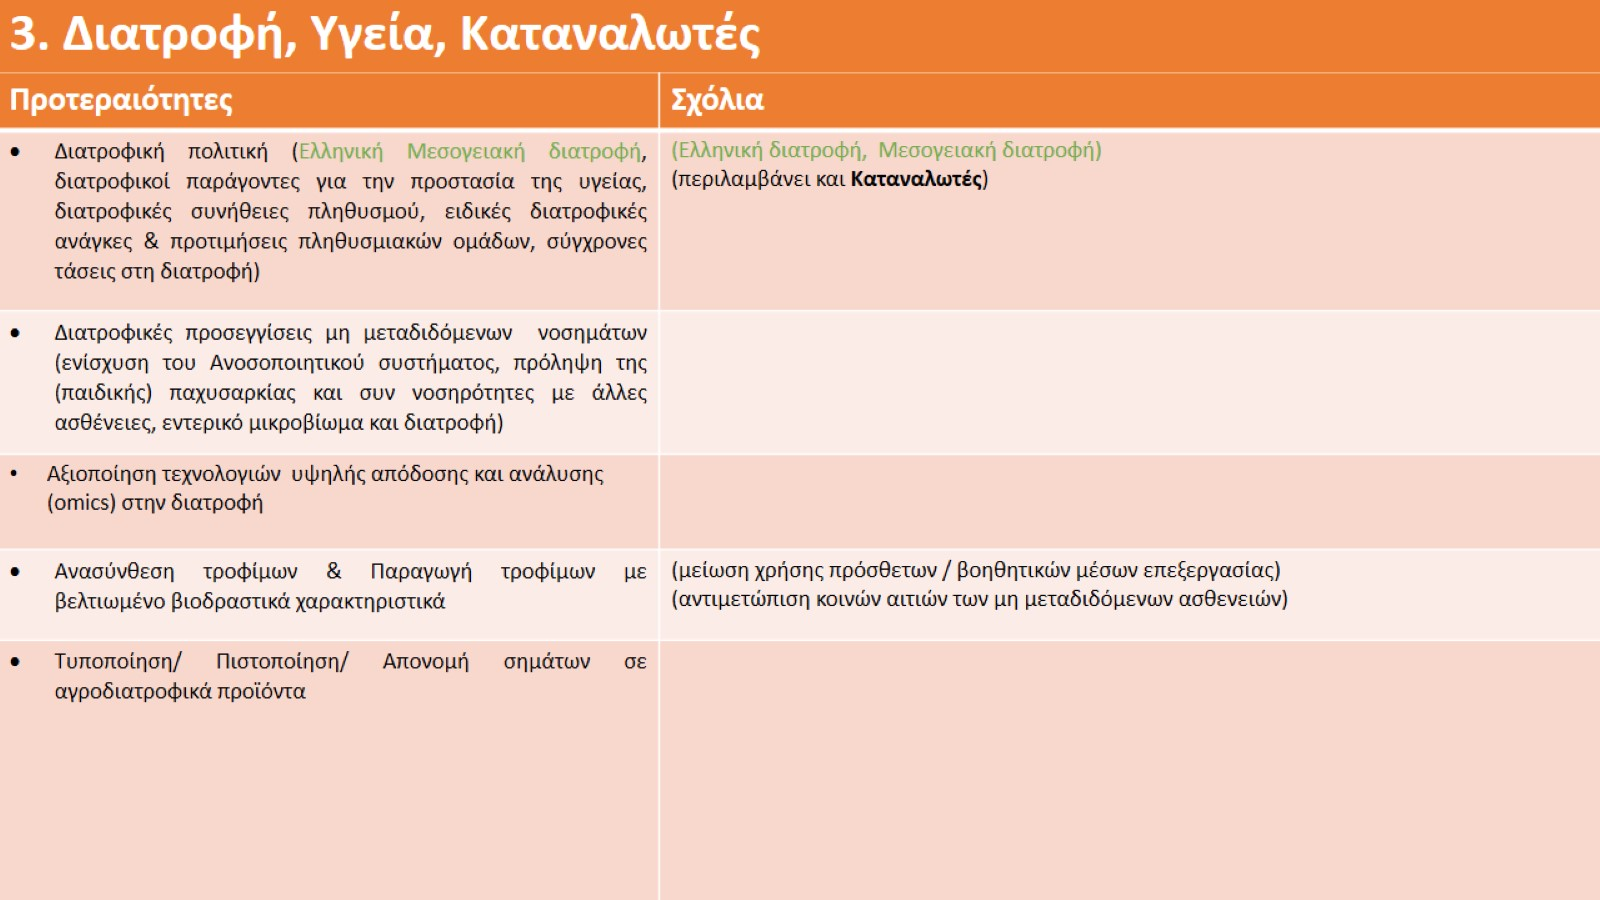 3. Διατροφή, Υγεία, Καταναλωτές
Προτεραιότητες
Σχόλια
• Διατροφική πολιτική (Ελληνική Μεσογειακή διατροφή,
διατροφικοί παράγοντες για την προστασία της υγείας,
διατροφικές συνήθειες πληθυσμού, ειδικές διατροφικές
ανάγκες & προτιμήσεις πληθυσμιακών ομάδων, σύγχρονες
τάσεις στη διατροφή)
(Ελληνική διατροφή, Μεσογειακή διατροφή)
(περιλαμβάνει και Καταναλωτές)
• Διατροφικές προσεγγίσεις μη μεταδιδόμενων νοσημάτων
(ενίσχυση του Ανοσοποιητικού συστήματος, πρόληψη της
(παιδικής) παχυσαρκίας και συν νοσηρότητες με άλλες
ασθένειες, εντερικό μικροβίωμα και διατροφή)
• Αξιοποίηση τεχνολογιών υψηλής απόδοσης και ανάλυσης
(omics) στην διατροφή
• Ανασύνθεση τροφίμων & Παραγωγή τροφίμων με
βελτιωμένο βιοδραστικά χαρακτηριστικά
(μείωση χρήσης πρόσθετων / βοηθητικών μέσων επεξεργασίας)
(αντιμετώπιση κοινών αιτιών των μη μεταδιδόμενων ασθενειών)
• Τυποποίηση/ Πιστοποίηση/ Απονομή σημάτων σε
αγροδιατροφικά προϊόντα